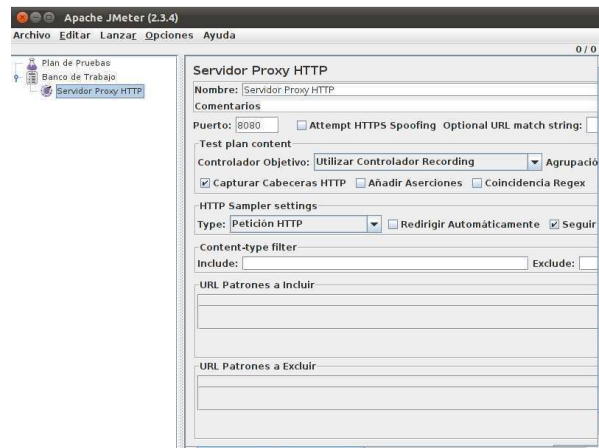 Apache JMeter (2.3.4)
Archivo Editar Lanzar Opciones Ayuda
0 / 0
Plan de Pruebas
Banco de Trabajo
Servidor Proxy HTTP
Servidor Proxy HTTP
Nombre: Servidor Proxy HTTP
Comentarios
Puerto: 8080 Attempt HTTPS Spoofing Optional URL match string:
Test plan content
Controlador Objetivo: Utilizar Controlador Recording Agrupació
Capturar Cabeceras HTTP Añadir Aserciones Coincidencia Regex
HTTP Sampler settings
Type: Petición HTTP Redirigir Automáticamente Seguir
Content-type filter
Include: Exclude:
URL Patrones a Incluir
URL Patrones a Excluir